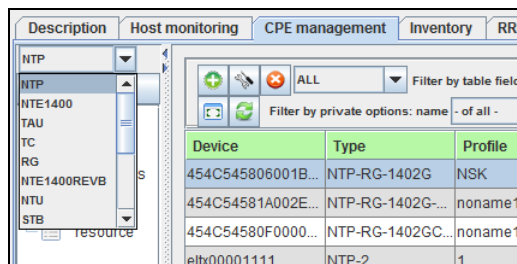 Description Host monitoring CPE management Inventory RR
NTP
ALL Filter by table field
NTP
NTE1400
TAU
TC
RG
NTE1400REVB
NTU
STB
Filter by private options: name - of all -
Device Type Profile
s 454C545806001B... NTP-RG-1402G NSK
454C54581A002E... NTP-RG-1402G-... noname1
resource 454C54580F0000... NTP-RG-1402GC... noname1
eltx00001111 NTP-2 1